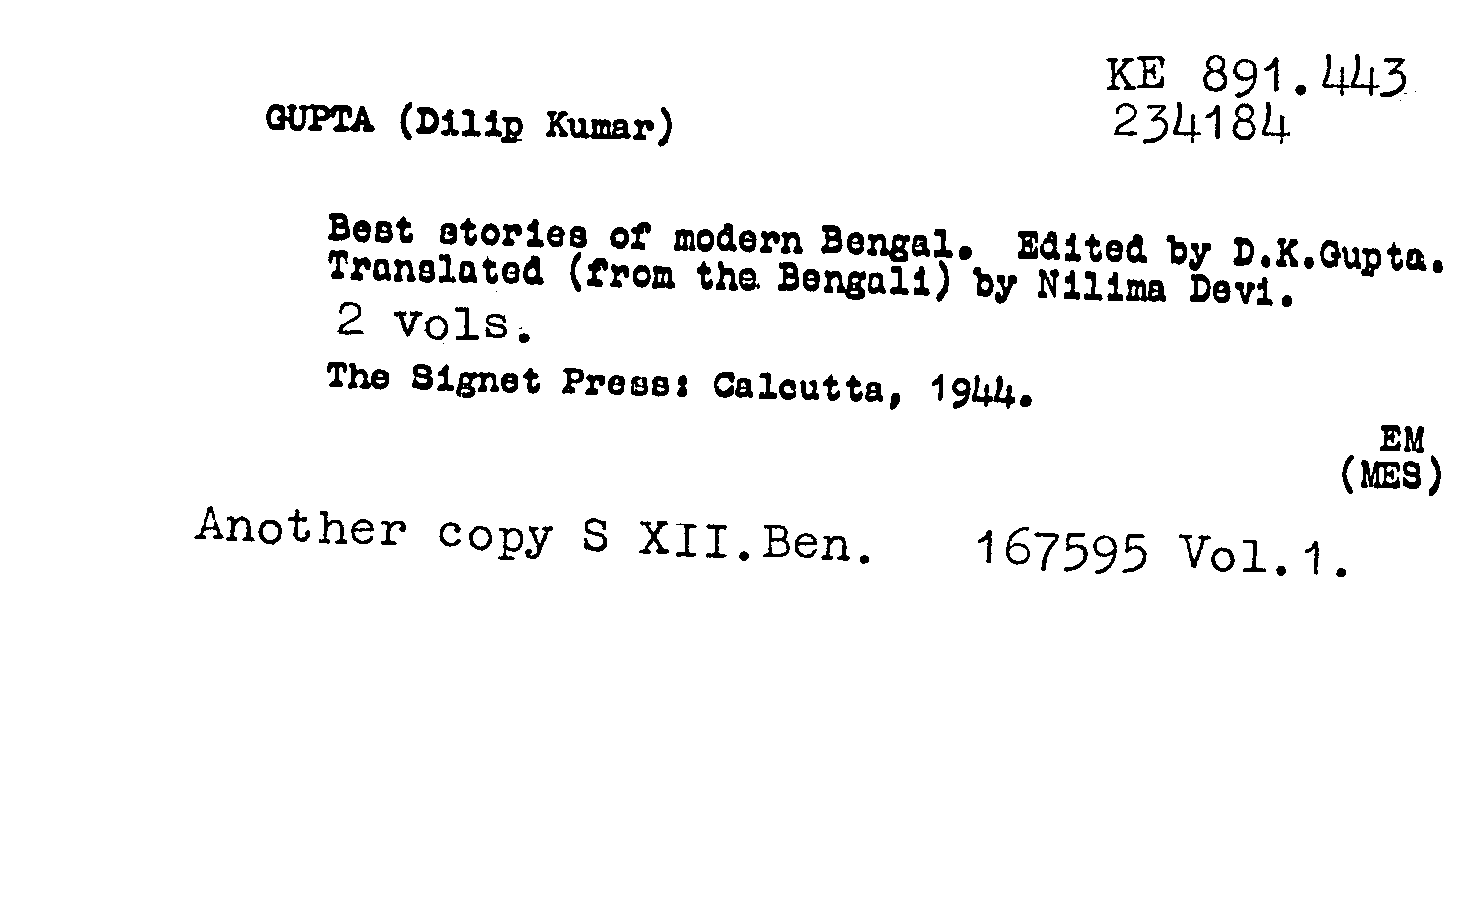 KE 891.443
GUPTA (Dilip Kumar) 234184
Best stories of modern Bengal. Edited by D.K.Gupta.
Translated (from the Bengali) by Nilima Devi.
2 vols.
The Signet Press: Calcutta, 1944.
EM
(MES)
Another copy S XII.Ben. 167595 Vol.1.